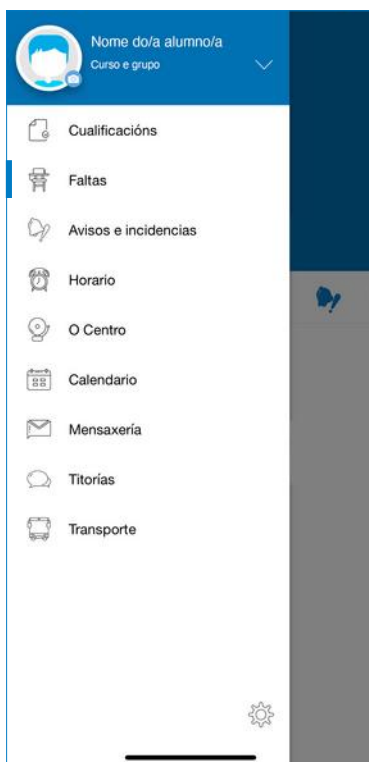 Nome do/a alumno/a
Curso e grupo
Cualificacións
Faltas
Avisos e incidencias
Horario
O Centro
Calendario
Mensaxería
Titorías
Transporte